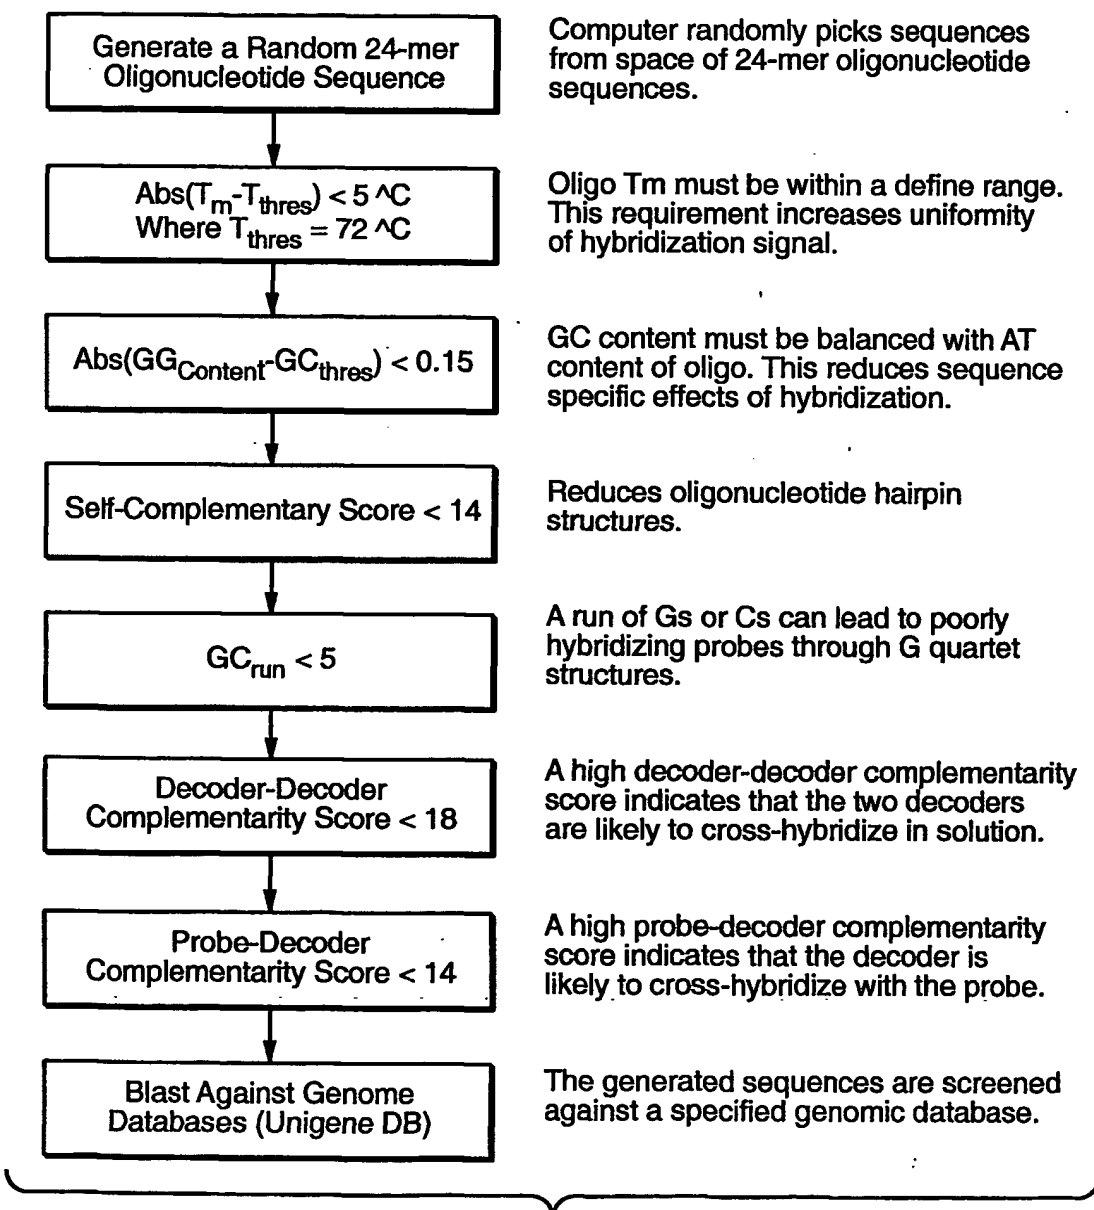 Generate a Random 24-mer
Oligonucleotide Sequence
Computer randomly picks sequences
from space of 24-mer oligonucleotide
sequences.
Abs(Tm-Tthres) < 5 ^C
Where Tthres = 72 ^C
Oligo Tm must be within a define range.
This requirement increases uniformity
of hybridization signal.
Abs(GGContent-GCthres) < 0.15
GC content must be balanced with AT
content of oligo. This reduces sequence
specific effects of hybridization.
Self-Complementary Score < 14
Reduces oligonucleotide hairpin
structures.
GCrun < 5
A run of Gs or Cs can lead to poorly
hybridizing probes through G quartet
structures.
Decoder-Decoder
Complementarity Score < 18
A high decoder-decoder complementarity
score indicates that the two decoders
are likely to cross-hybridize in solution.
Probe-Decoder
Complementarity Score < 14
A high probe-decoder complementarity
score indicates that the decoder is
likely to cross-hybridize with the probe.
Blast Against Genome
Databases (Unigene DB)
The generated sequences are screened
against a specified genomic database.